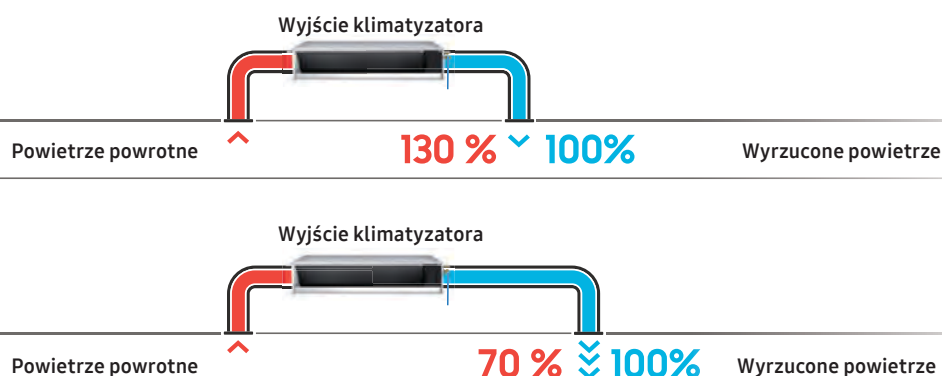 Wyjście klimatyzatora
Powietrze powrotne
130 % 100%
Wyrzucone powietrze
Wyjście klimatyzatora
Powietrze powrotne
70 % 100%
Wyrzucone powietrze